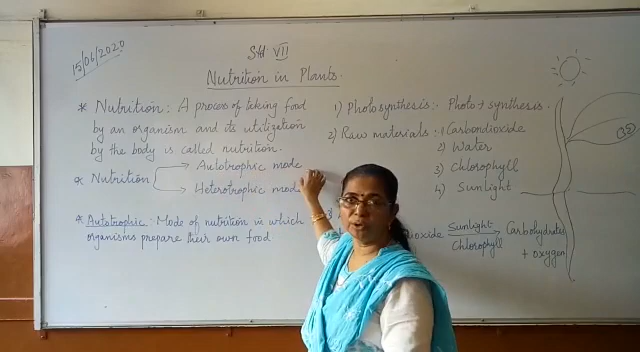 15/06/2020
Std: VII
Nutrition in Plants.
* Nutrition: A process of taking food
by an organism and its utilization
by the body is called nutrition.
* Nutrition → Autotrophic mode
→ Heterotrophic mode
* Autotrophic: Mode of nutrition in which
organisms prepare their own food
1) Photosynthesis:- Photo + synthesis.
2) Raw materials: 1) Carbondioxide
2) Water
3) Chlorophyll
4) Sunlight
3)
dioxide Sunlight → Carbohydrates
Chlorophyll + oxygen